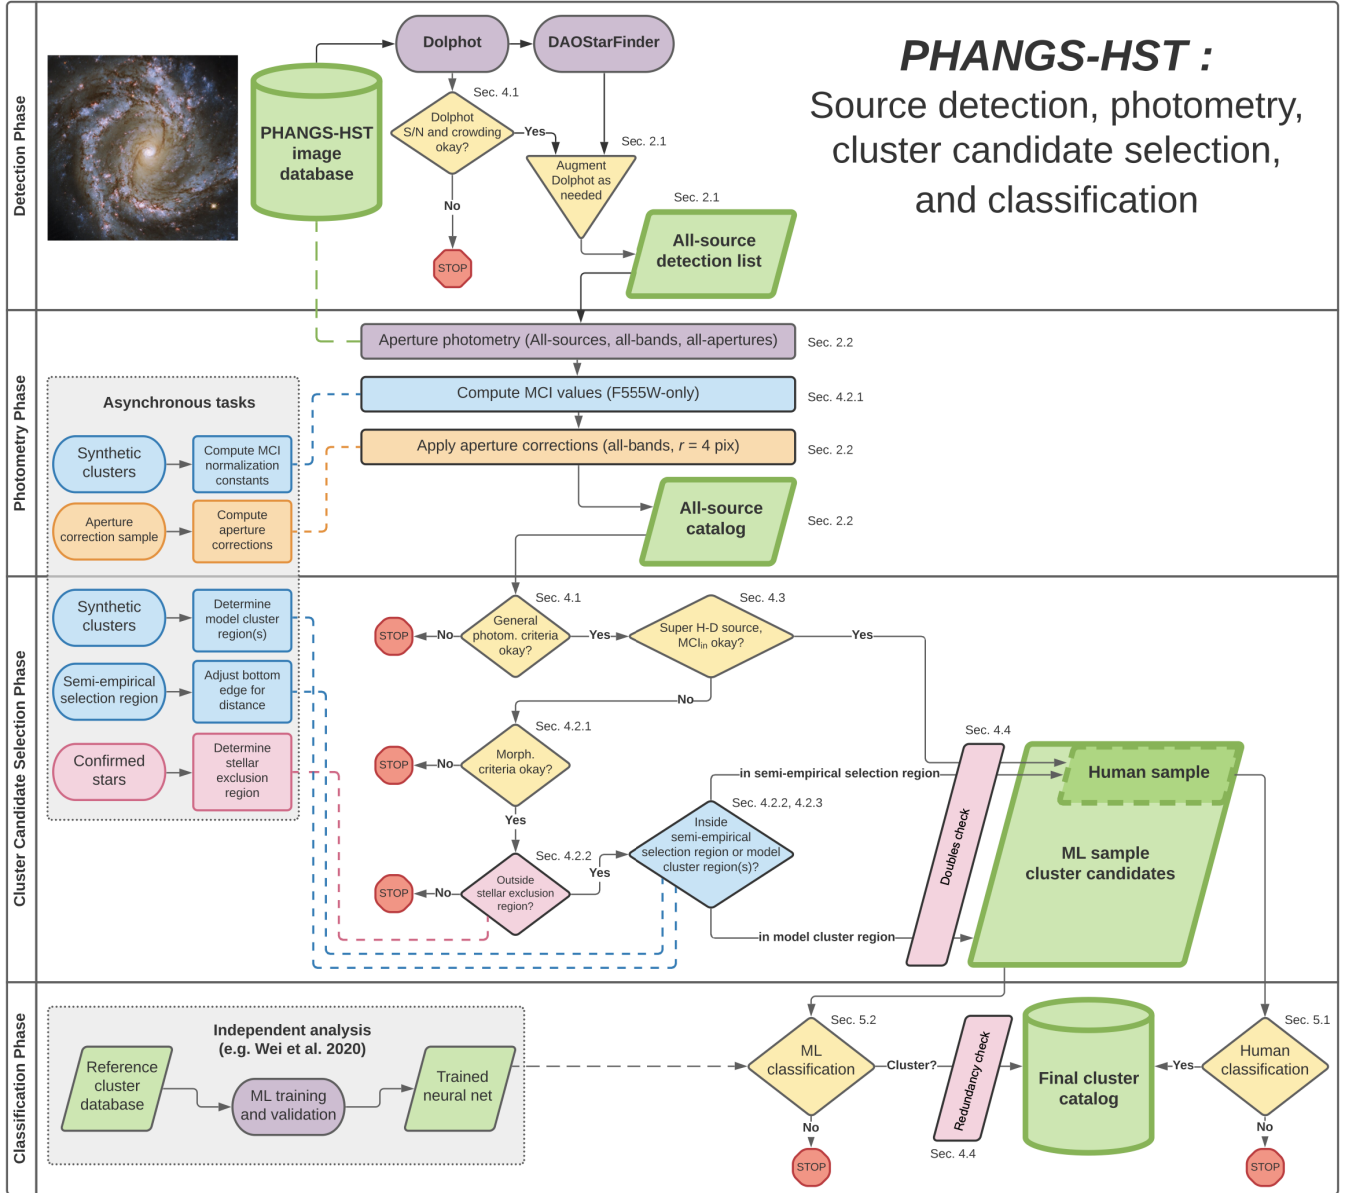 PHANGS-HST :
Source detection, photometry,
cluster candidate selection,
and classification
Detection Phase
PHANGS-HST
image
database
Dolphot
DAOStarFinder
Sec. 4.1
Dolphot
S/N and crowding
okay?
Yes
No
STOP
Sec. 2.1
Augment
Dolphot as
needed
Sec. 2.1
All-source
detection list
Photometry Phase
Aperture photometry (All-sources, all-bands, all-apertures)
Sec. 2.2
Compute MCI values (F555W-only)
Sec. 4.2.1
Apply aperture corrections (all-bands, r = 4 pix)
Sec. 2.2
All-source
catalog
Sec. 2.2
Asynchronous tasks
Synthetic
clusters
Compute MCI
normalization
constants
Aperture
correction sample
Compute
aperture
corrections
Cluster Candidate Selection Phase
Synthetic
clusters
Determine
model cluster
region(s)
Semi-empirical
selection region
Adjust bottom
edge for
distance
Confirmed
stars
Determine
stellar
exclusion
region
Sec. 4.1
General
photom. criteria
okay?
No
STOP
Yes
Sec. 4.3
Super H-D source,
MCIin okay?
Yes
No
Sec. 4.2.1
Morph.
criteria okay?
No
STOP
Yes
Sec. 4.2.2
Outside
stellar exclusion
region?
No
STOP
Yes
in semi-empirical selection region
Sec. 4.2.2, 4.2.3
Inside
semi-empirical
selection region or model
cluster region(s)?
in model cluster region
Sec. 4.4
Doubles check
Human sample
ML sample
cluster candidates
Classification Phase
Independent analysis
(e.g. Wei et al. 2020)
Reference
cluster
database
ML training
and validation
Trained
neural net
Sec. 5.2
ML
classification
Cluster?
No
STOP
Redundancy check
Sec. 4.4
Final cluster
catalog
Sec. 5.1
Human
classification
Yes
No
STOP